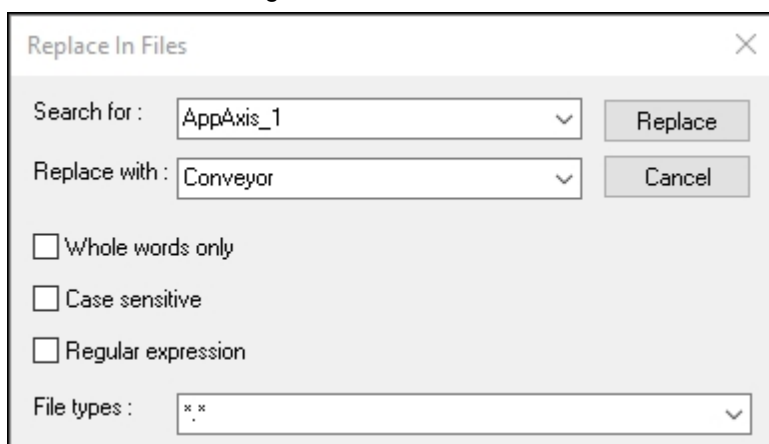 Replace In Files
Search for : AppAxis_1 Replace
Replace with : Conveyor Cancel
Whole words only
Case sensitive
Regular expression
File types : *.*